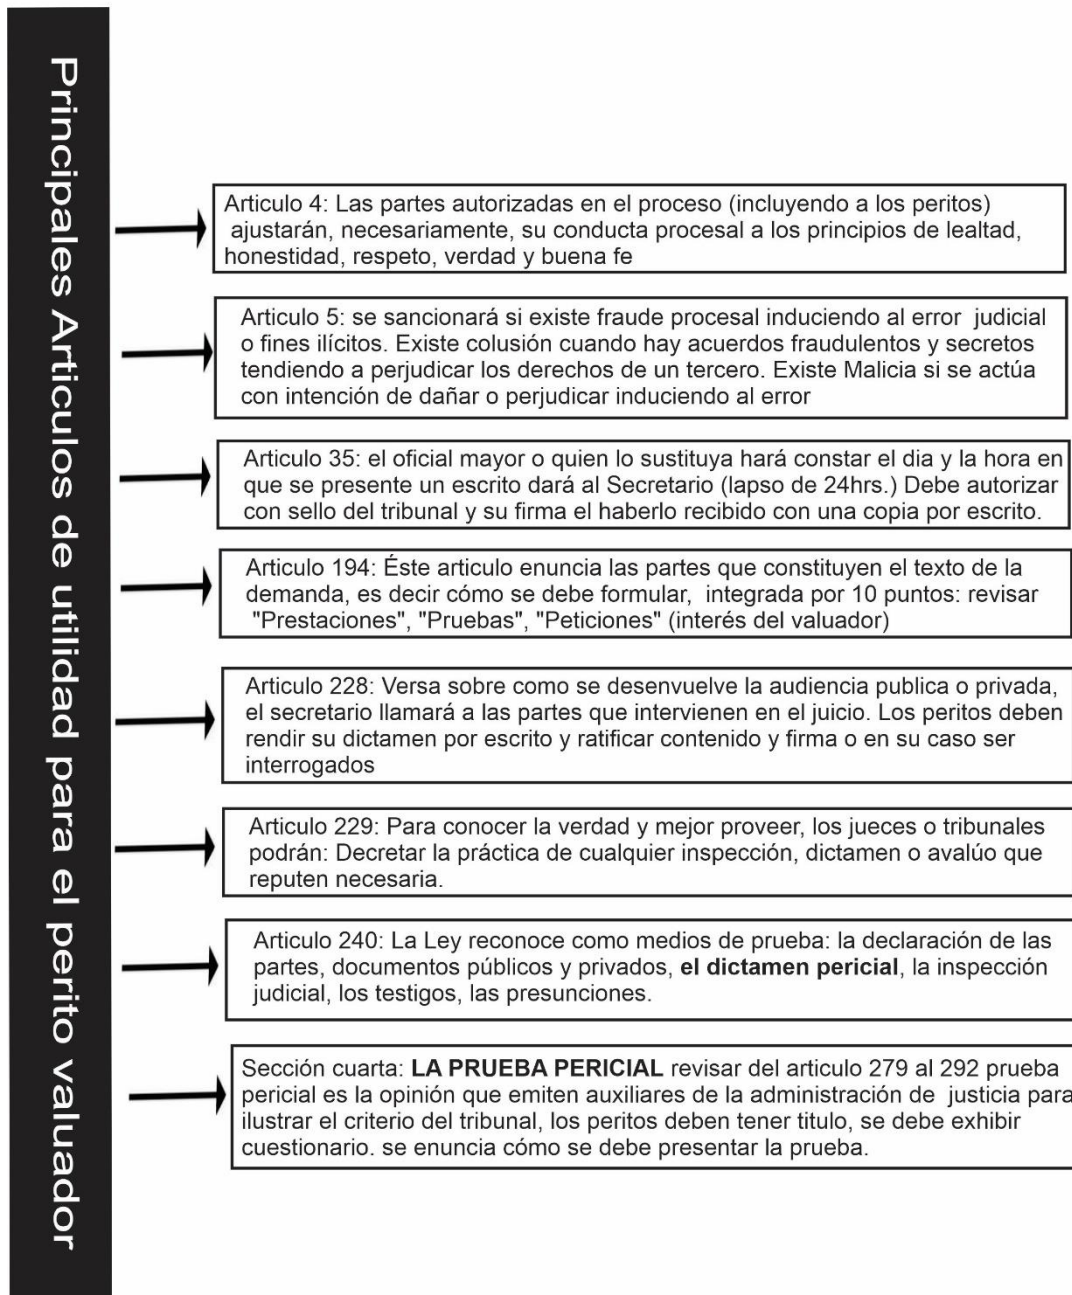 Principales Articulos de utilidad para el perito valuador
Articulo 4: Las partes autorizadas en el proceso (incluyendo a los peritos)
ajustarán, necesariamente, su conducta procesal a los principios de lealtad,
honestidad, respeto, verdad y buena fe
Articulo 5: se sancionará si existe fraude procesal induciendo al error judicial
o fines ilícitos. Existe colusión cuando hay acuerdos fraudulentos y secretos
tendiendo a perjudicar los derechos de un tercero. Existe Malicia si se actúa
con intención de dañar o perjudicar induciendo al error
Articulo 35: el oficial mayor o quien lo sustituya hará constar el dia y la hora en
que se presente un escrito dará al Secretario (lapso de 24hrs.) Debe autorizar
con sello del tribunal y su firma el haberlo recibido con una copia por escrito.
Articulo 194: Éste articulo enuncia las partes que constituyen el texto de la
demanda, es decir cómo se debe formular, integrada por 10 puntos: revisar
"Prestaciones", "Pruebas", "Peticiones" (interés del valuador)
Articulo 228: Versa sobre como se desenvuelve la audiencia publica o privada,
el secretario llamará a las partes que intervienen en el juicio. Los peritos deben
rendir su dictamen por escrito y ratificar contenido y firma o en su caso ser
interrogados
Articulo 229: Para conocer la verdad y mejor proveer, los jueces o tribunales
podrán: Decretar la práctica de cualquier inspección, dictamen o avalúo que
reputen necesaria.
Articulo 240: La Ley reconoce como medios de prueba: la declaración de las
partes, documentos públicos y privados, el dictamen pericial, la inspección
judicial, los testigos, las presunciones.
Sección cuarta: LA PRUEBA PERICIAL revisar del articulo 279 al 292 prueba
pericial es la opinión que emiten auxiliares de la administración de justicia para
ilustrar el criterio del tribunal, los peritos deben tener titulo, se debe exhibir
cuestionario. se enuncia cómo se debe presentar la prueba.